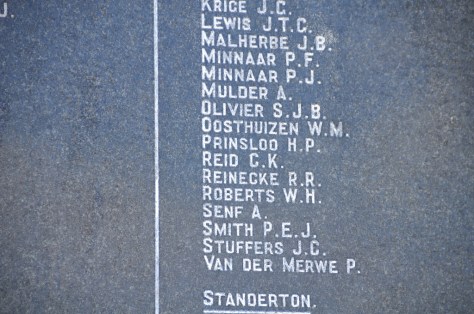 J.
KRIGE J.C.
LEWIS J.T.C.
MALHERBE J.B.
MINNAAR P.F.
MINNAAR P.J.
MULDER A.
OLIVIER S.J.B.
OOSTHUIZEN W.M.
PRINSLOO H.P.
REID C.K.
REINECKE R.R.
ROBERTS W.H.
SENF A.
SMITH P.E.J.
STUFFERS J.C.
VAN DER MERWE P.
STANDERTON.